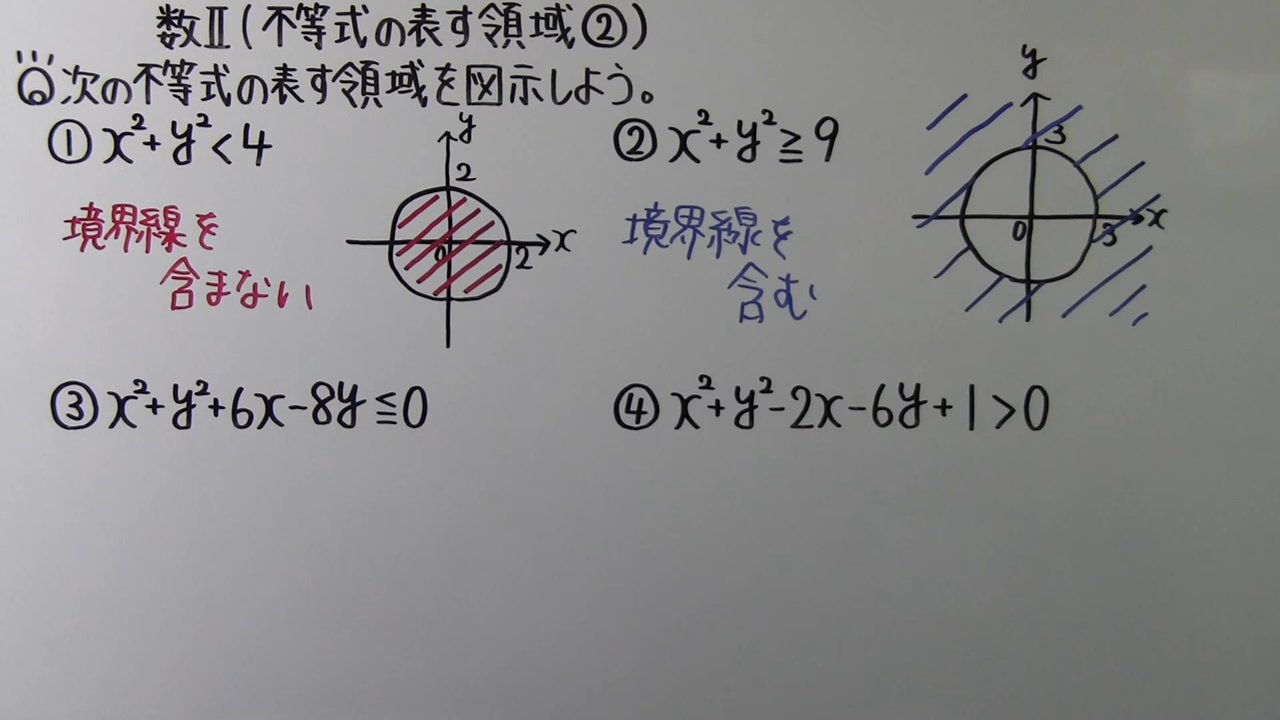 数Ⅱ(不等式の表す領域②)
Q次の不等式の表す領域を図示しよう。
① x²+y²<4
y
2
0
2
x
境界線を
含まない
② x²+y²≧9
y
3
0
3
x
境界線を
含む
③ x²+y²+6x-8y≦0
④ x²+y²-2x-6y+1>0